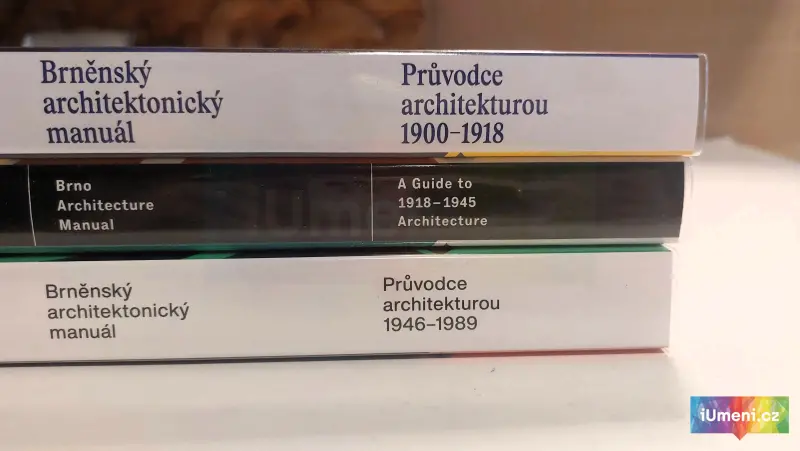 Brněnský
architektonický
manuál
Průvodce
architekturou
1900–1918
Brno
Architecture
Manual
A Guide to
1918–1945
Architecture
Brněnský
architektonický
manuál
Průvodce
architekturou
1946–1989
iUmeni.cz